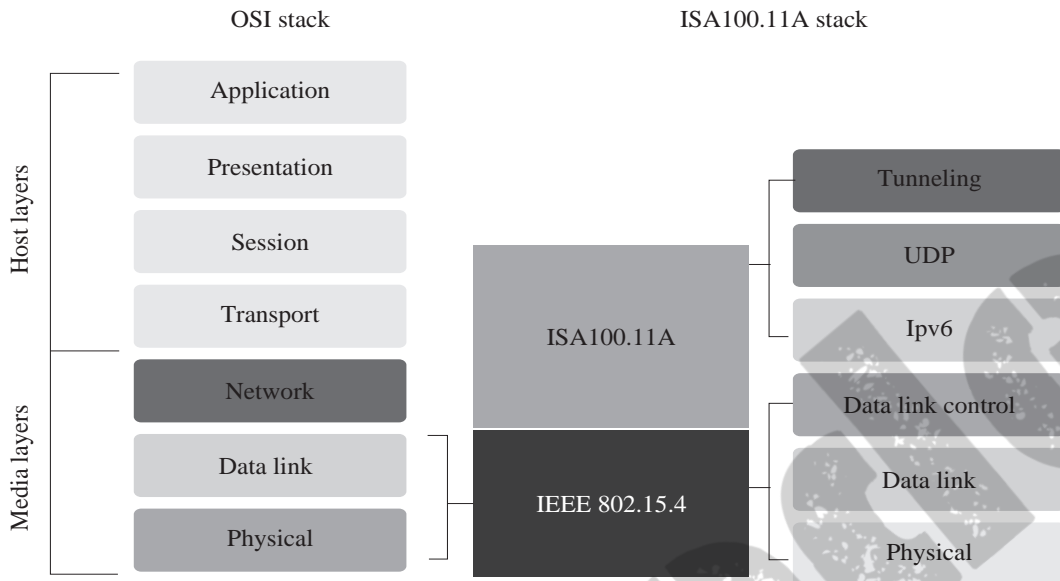 OSI stack
ISA100.11A stack
Host layers
Media layers
Application
Presentation
Session
Transport
Network
Data link
Physical
ISA100.11A
IEEE 802.15.4
Tunneling
UDP
Ipv6
Data link control
Data link
Physical